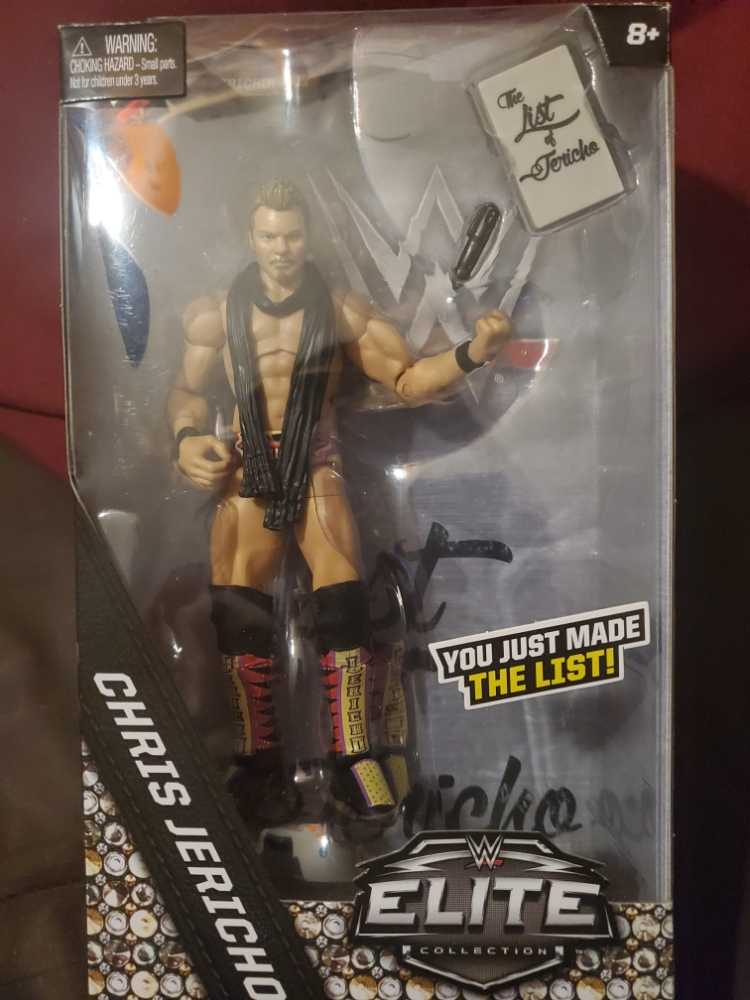 WARNING:
CHOKING HAZARD – Small parts.
Not for children under 3 years.
8+
The
List
of
Jericho
YOU JUST MADE
THE LIST!
CHRIS JERICHO
JERICHO
W
ELITE
COLLECTION